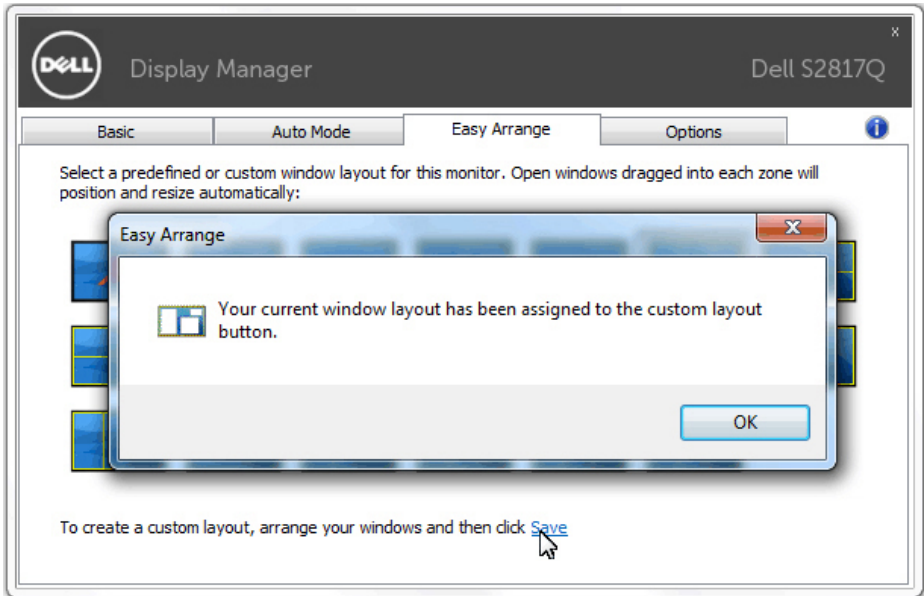 DELL
Display Manager
Dell S2817Q
x
Basic
Auto Mode
Easy Arrange
Options
i
Select a predefined or custom window layout for this monitor. Open windows dragged into each zone will
position and resize automatically:
Easy Arrange
Your current window layout has been assigned to the custom layout
button.
OK
To create a custom layout, arrange your windows and then click Save